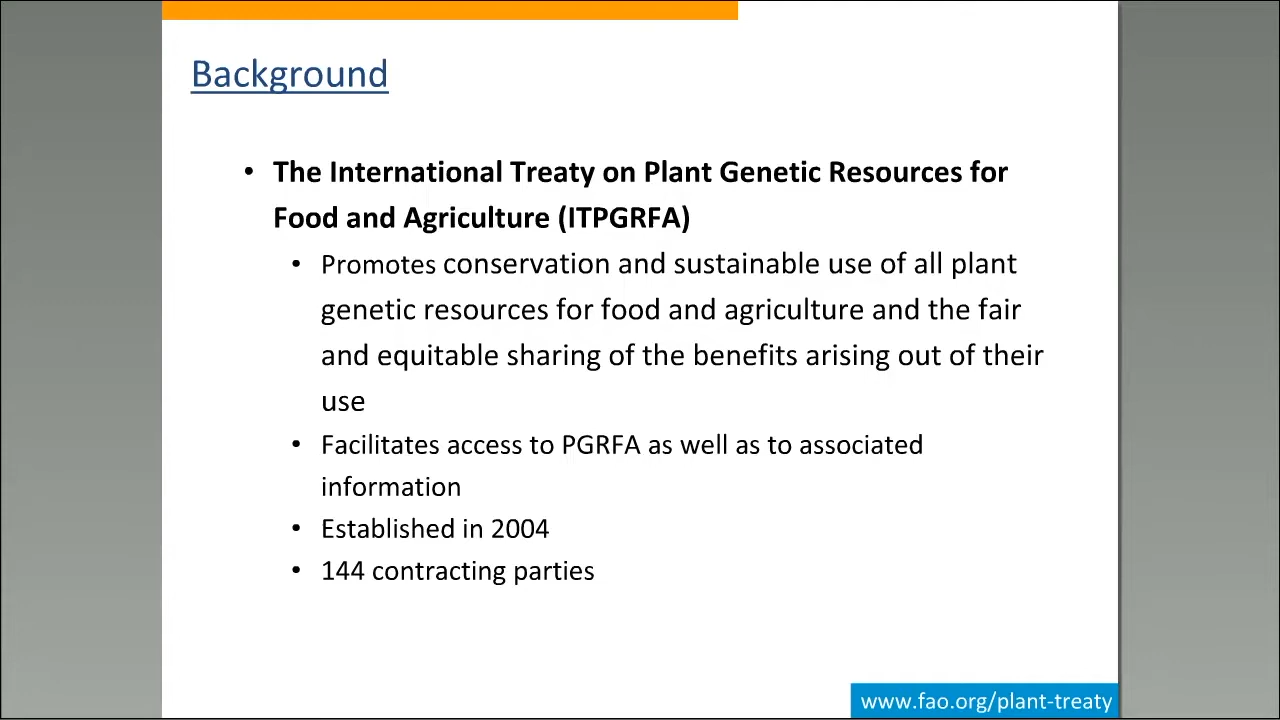 Background
• The International Treaty on Plant Genetic Resources for
Food and Agriculture (ITPGRFA)
• Promotes conservation and sustainable use of all plant
genetic resources for food and agriculture and the fair
and equitable sharing of the benefits arising out of their
use
• Facilitates access to PGRFA as well as to associated
information
• Established in 2004
• 144 contracting parties
www.fao.org/plant-treaty